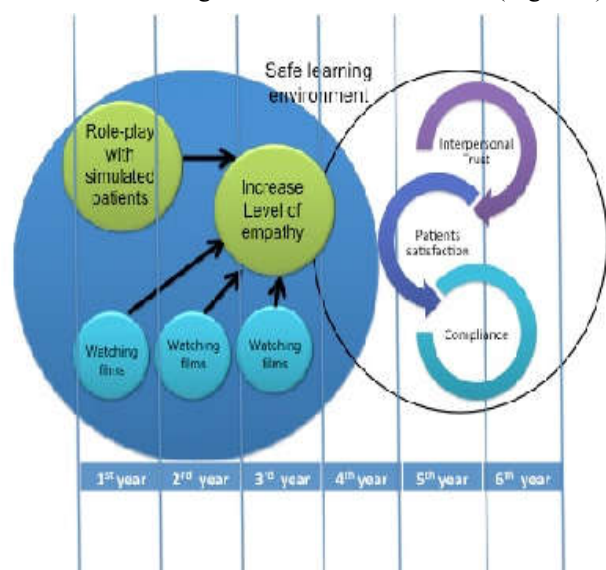 Safe learning
environment
Role-play
with
simulated
patients
Increase
Level of
empathy
Interpersonal
Trust
Patients
satisfaction
Compliance
Watching
films
Watching
films
Watching
films
1st year
2nd year
3rd year
4th year
5th year
6th year